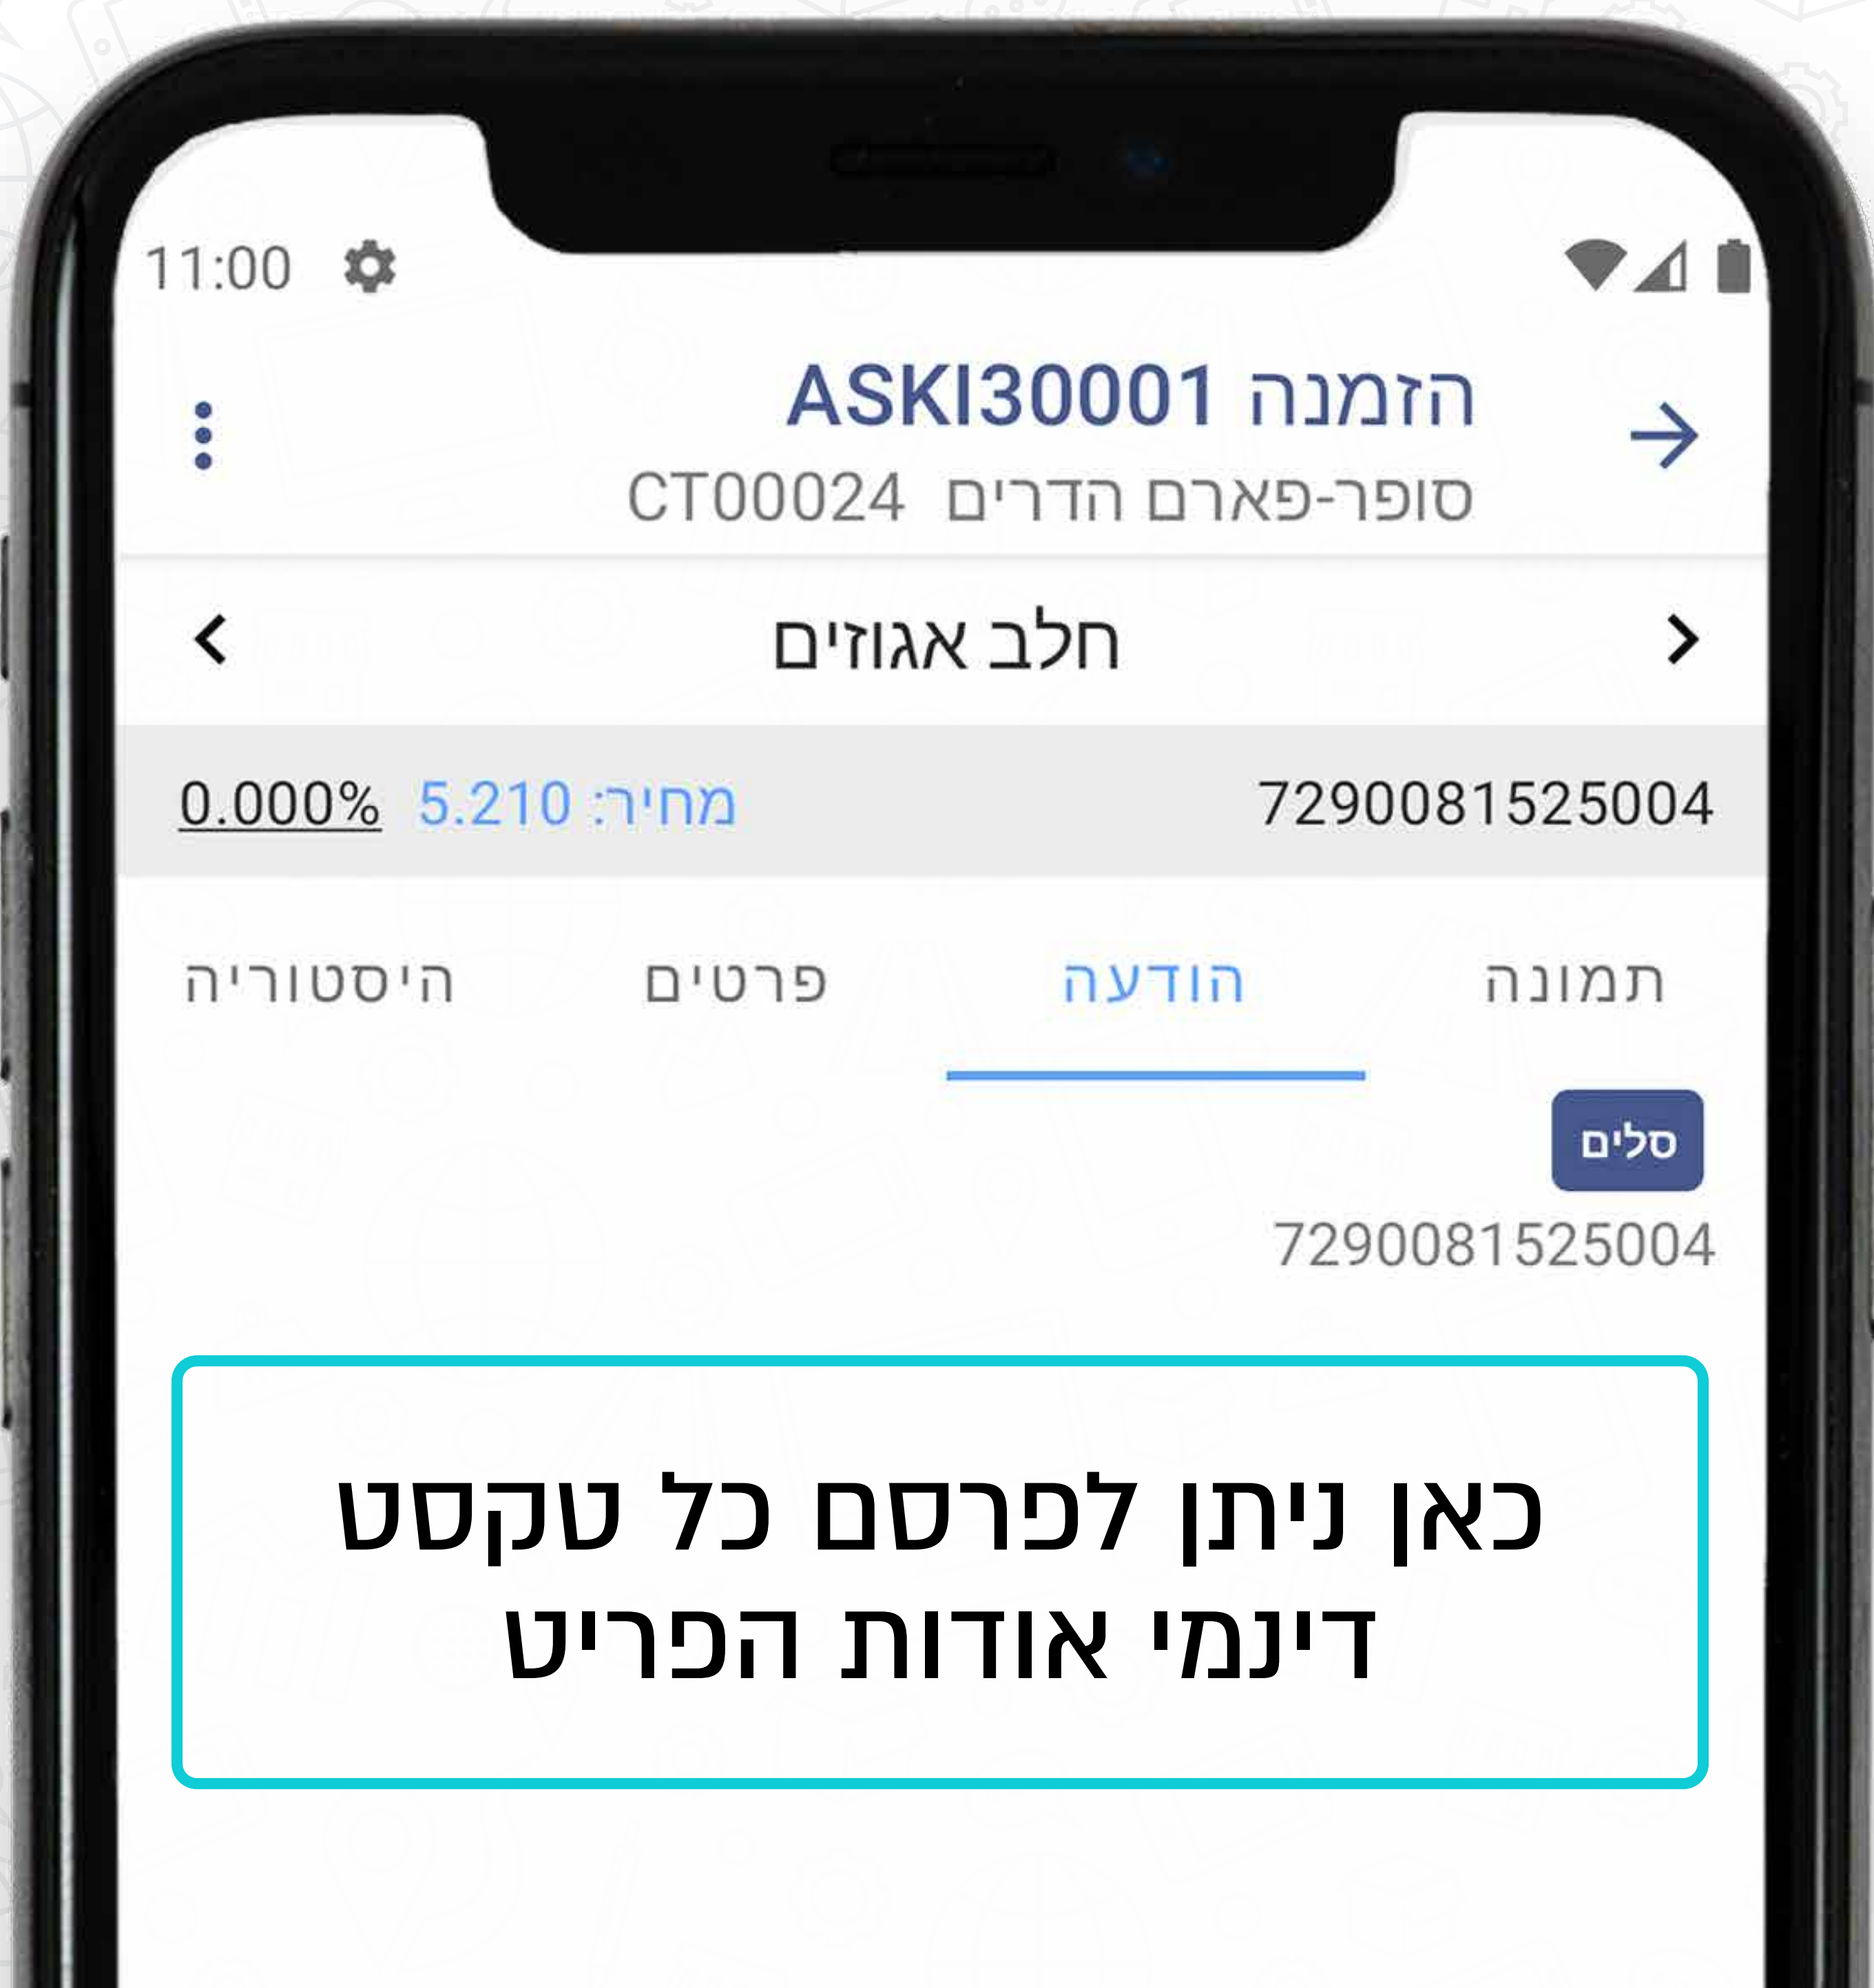 11:00
הזמנה ASKI30001
סופר-פארם הדרים CT00024
חלב אגוזים
7290081525004 מחיר: 5.210 0.000%
תמונה הודעה פרטים היסטוריה
סלים
7290081525004
כאן ניתן לפרסם כל טקסט
דינמי אודות הפריט